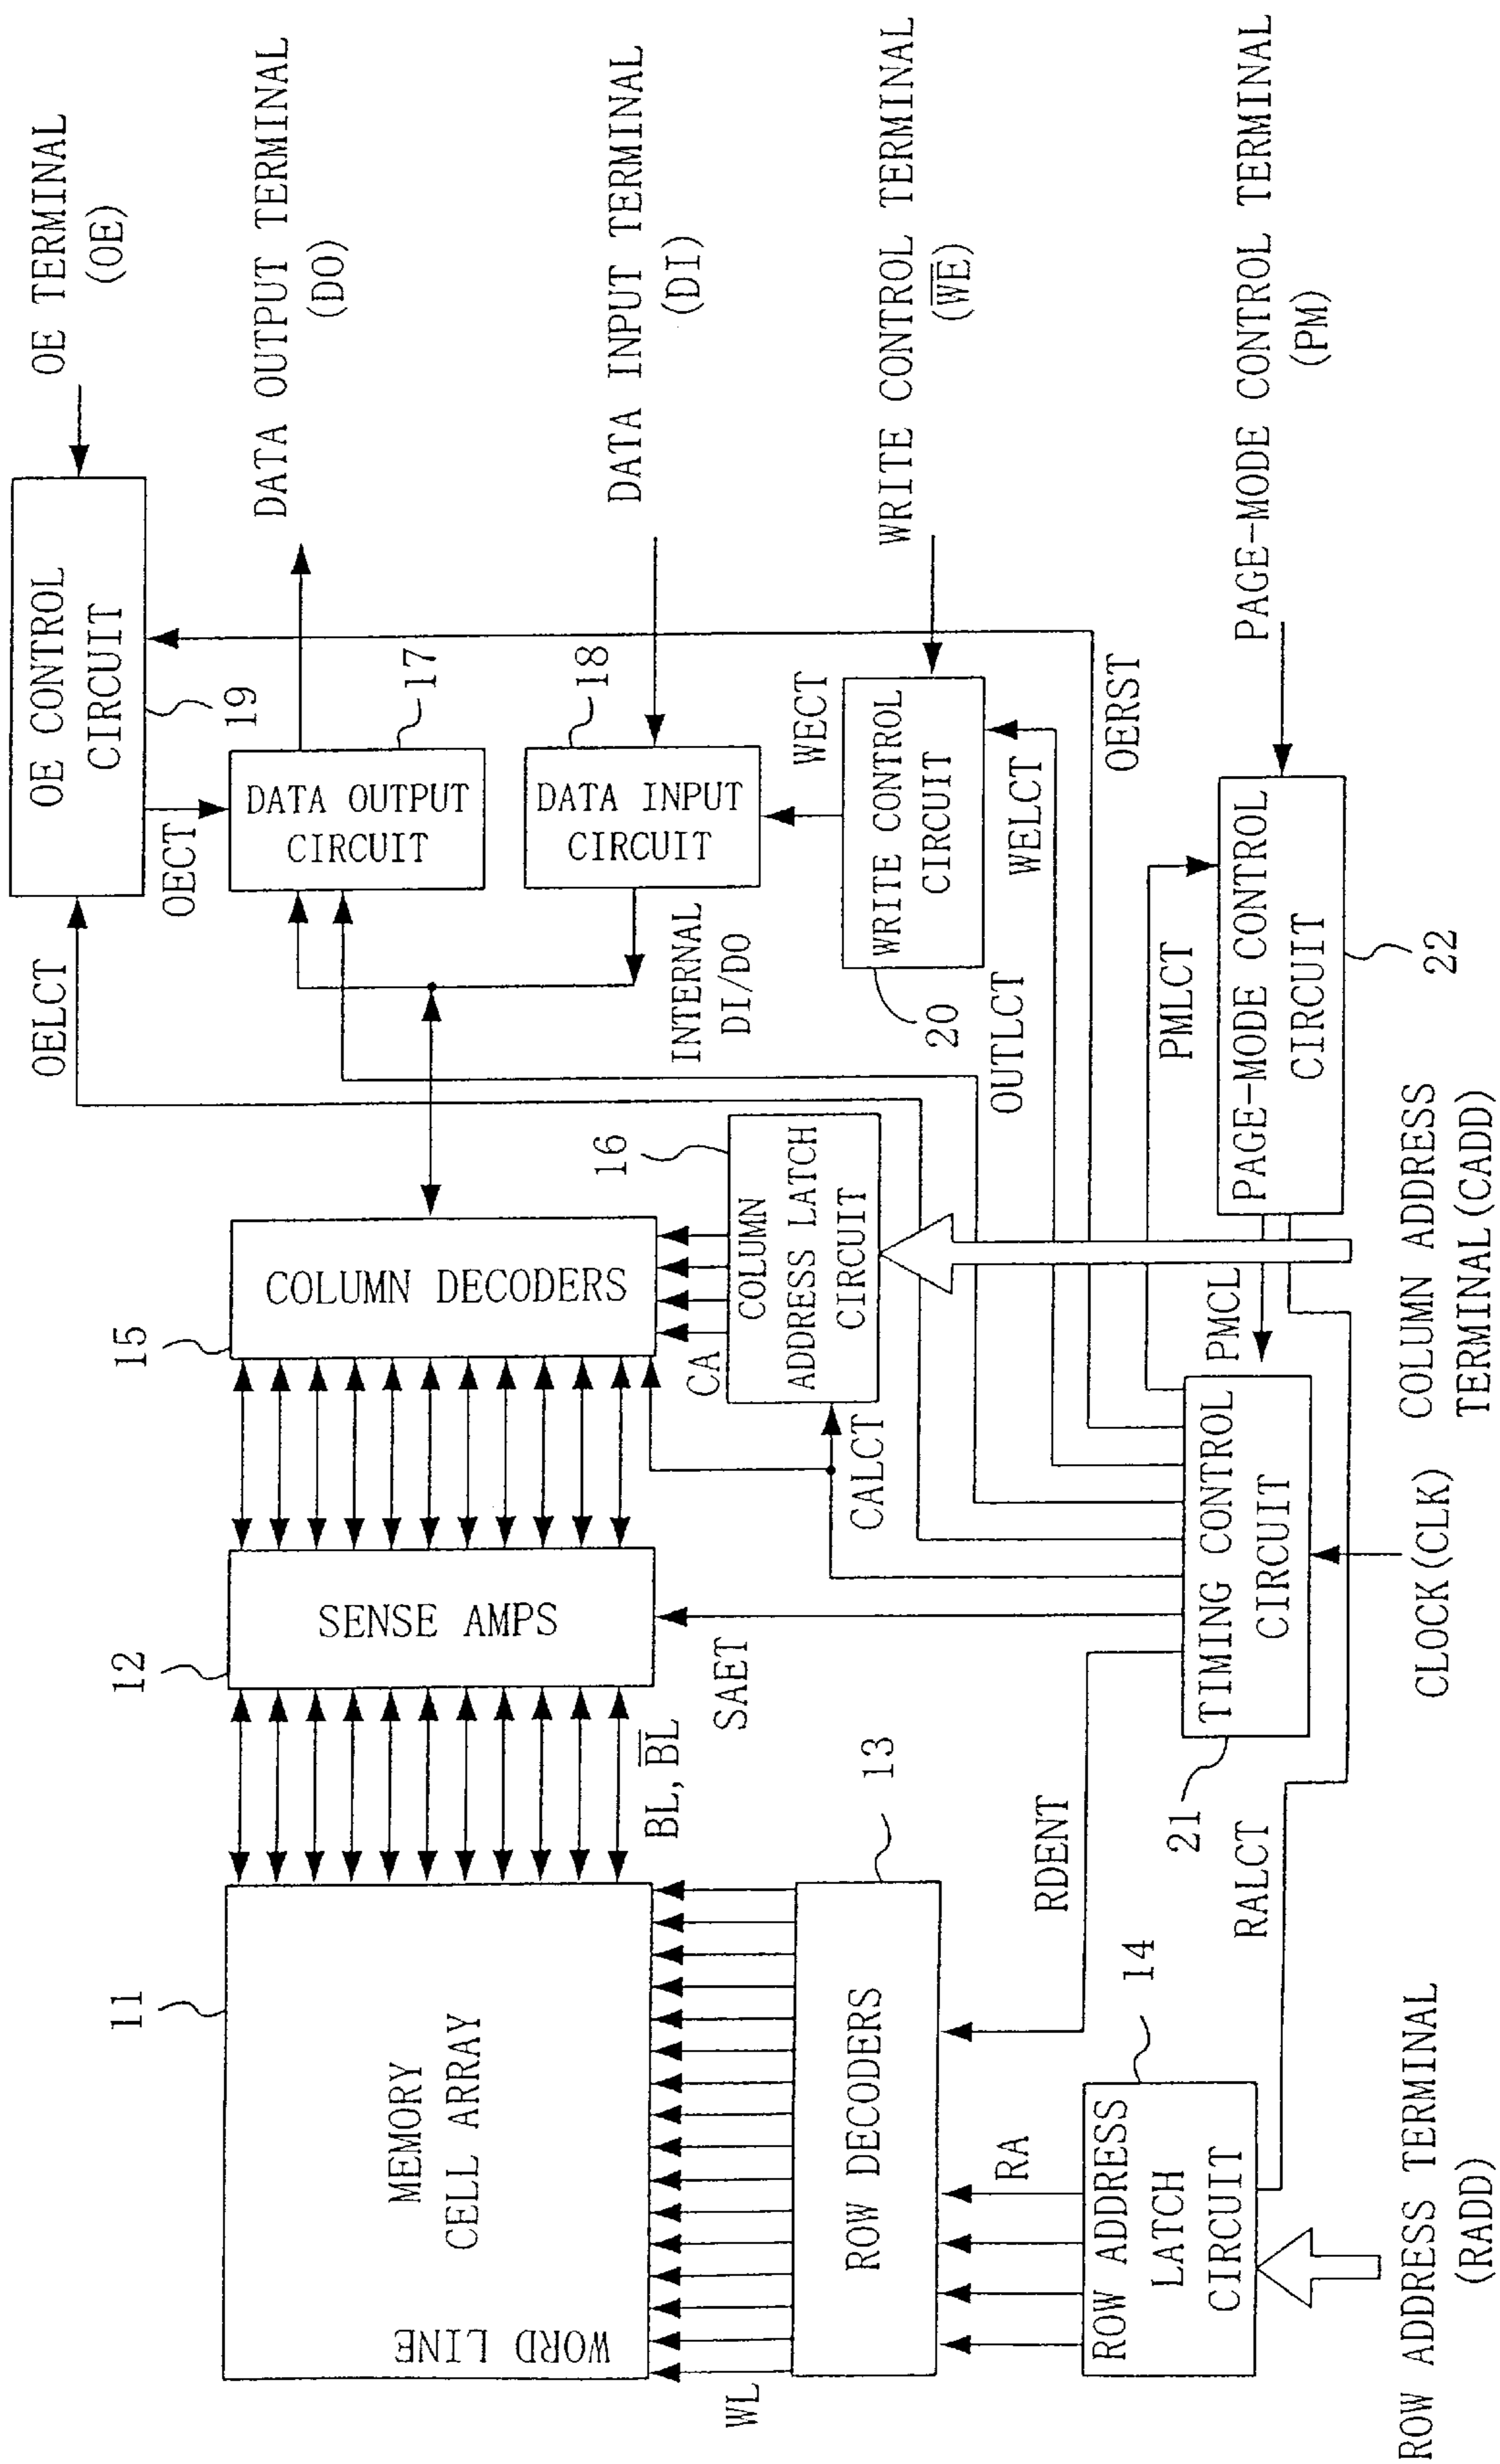 OE TERMINAL
(OE)
DATA OUTPUT TERMINAL
(DO)
DATA INPUT TERMINAL
(DI)
WRITE CONTROL TERMINAL
(W̅E̅)
PAGE-MODE CONTROL TERMINAL
(PM)
OE CONTROL
CIRCUIT
19
17
18
OECT
DATA OUTPUT
CIRCUIT
DATA INPUT
CIRCUIT
WECT
WRITE CONTROL
CIRCUIT
20
WELCT
OERST
PAGE-MODE CONTROL
CIRCUIT
22
OELCT
INTERNAL
DI/DO
OUTLCT
PMLCT
15
COLUMN DECODERS
16
COLUMN
ADDRESS LATCH
CIRCUIT
CA
CALCT
PMCL
COLUMN ADDRESS
TERMINAL(CADD)
12
SENSE AMPS
SAET
TIMING CONTROL
CIRCUIT
21
CLOCK(CLK)
BL, B̅L̅
11
MEMORY
CELL ARRAY
WORD LINE
WL
13
ROW DECODERS
RDENT
RALCT
RA
14
ROW ADDRESS
LATCH
CIRCUIT
ROW ADDRESS TERMINAL
(RADD)